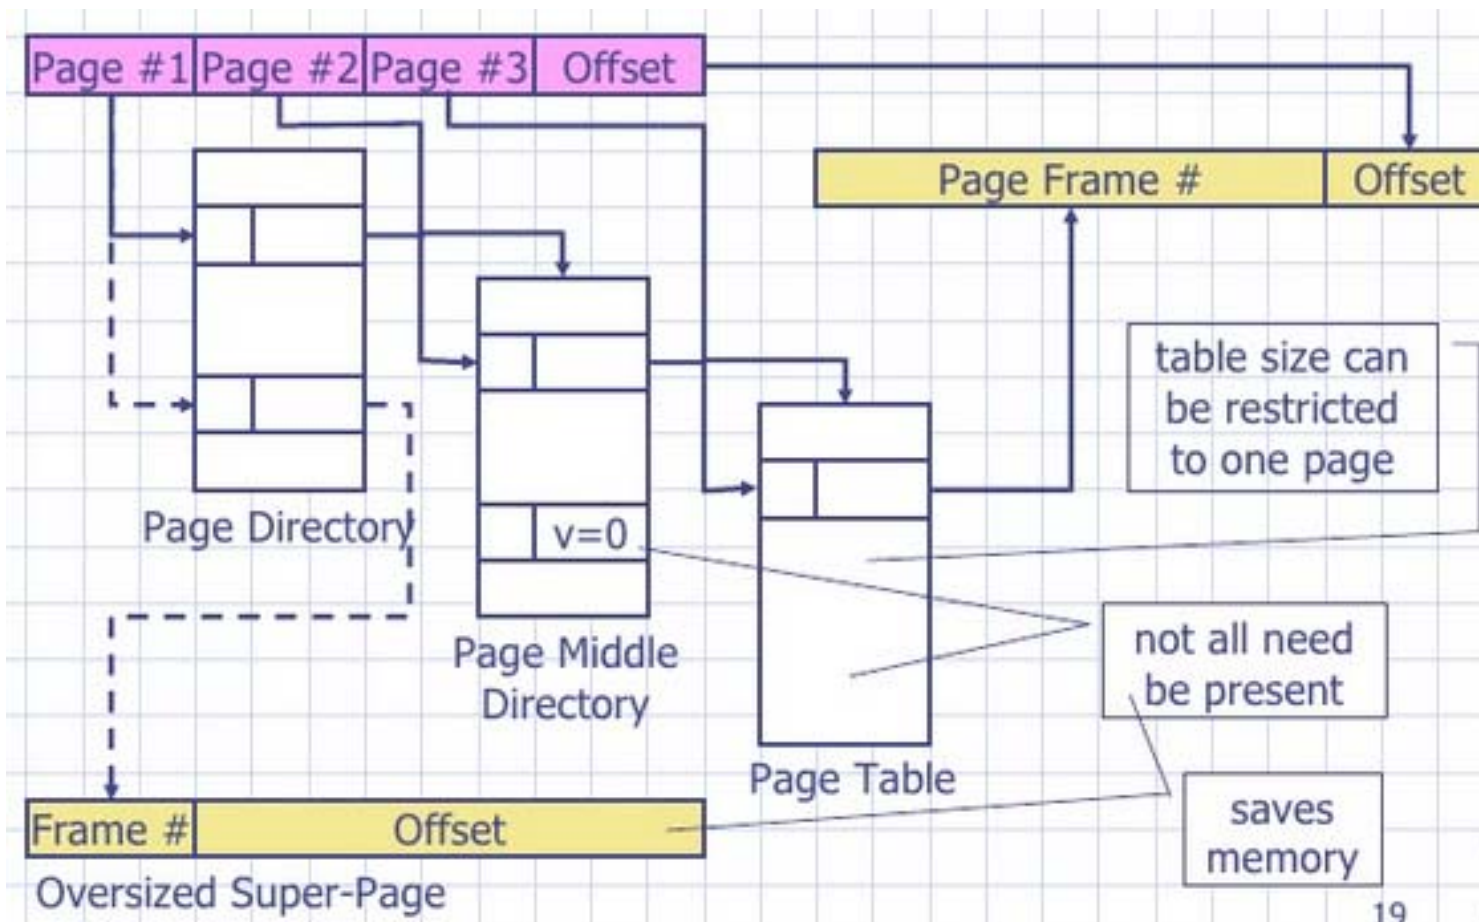 Page #1 Page #2 Page #3 Offset
Page Frame # Offset
table size can
be restricted
to one page
Page Directory
v=0
not all need
be present
Page Middle
Directory
Page Table
saves
memory
Frame # Offset
Oversized Super-Page
19